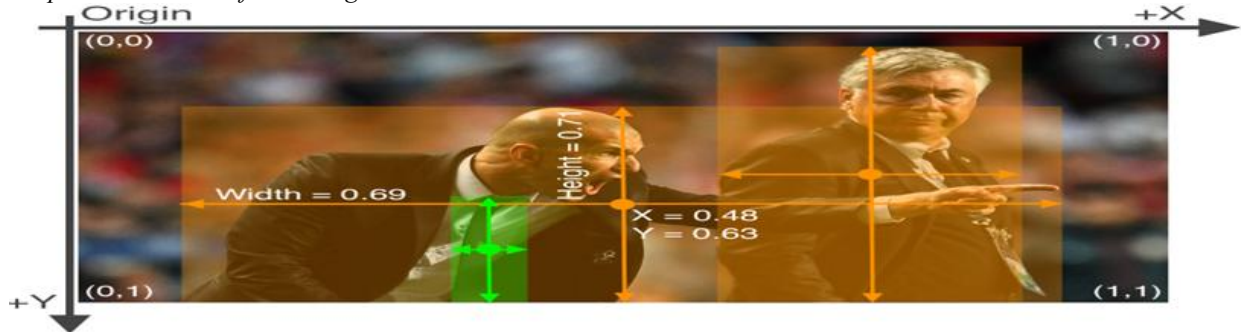 Origin
+X
(0,0)
(1,0)
Height = 0.71
Width = 0.69
X = 0.48
Y = 0.63
(0,1)
(1,1)
+Y